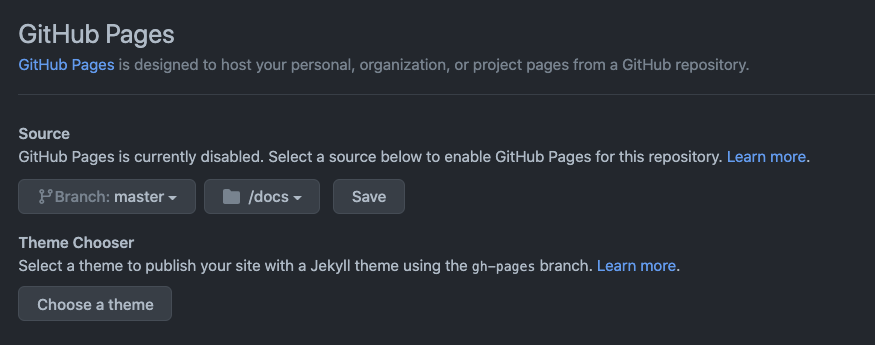 GitHub Pages
GitHub Pages is designed to host your personal, organization, or project pages from a GitHub repository.
Source
GitHub Pages is currently disabled. Select a source below to enable GitHub Pages for this repository. Learn more.
Branch: master /docs Save
Theme Chooser
Select a theme to publish your site with a Jekyll theme using the gh-pages branch. Learn more.
Choose a theme